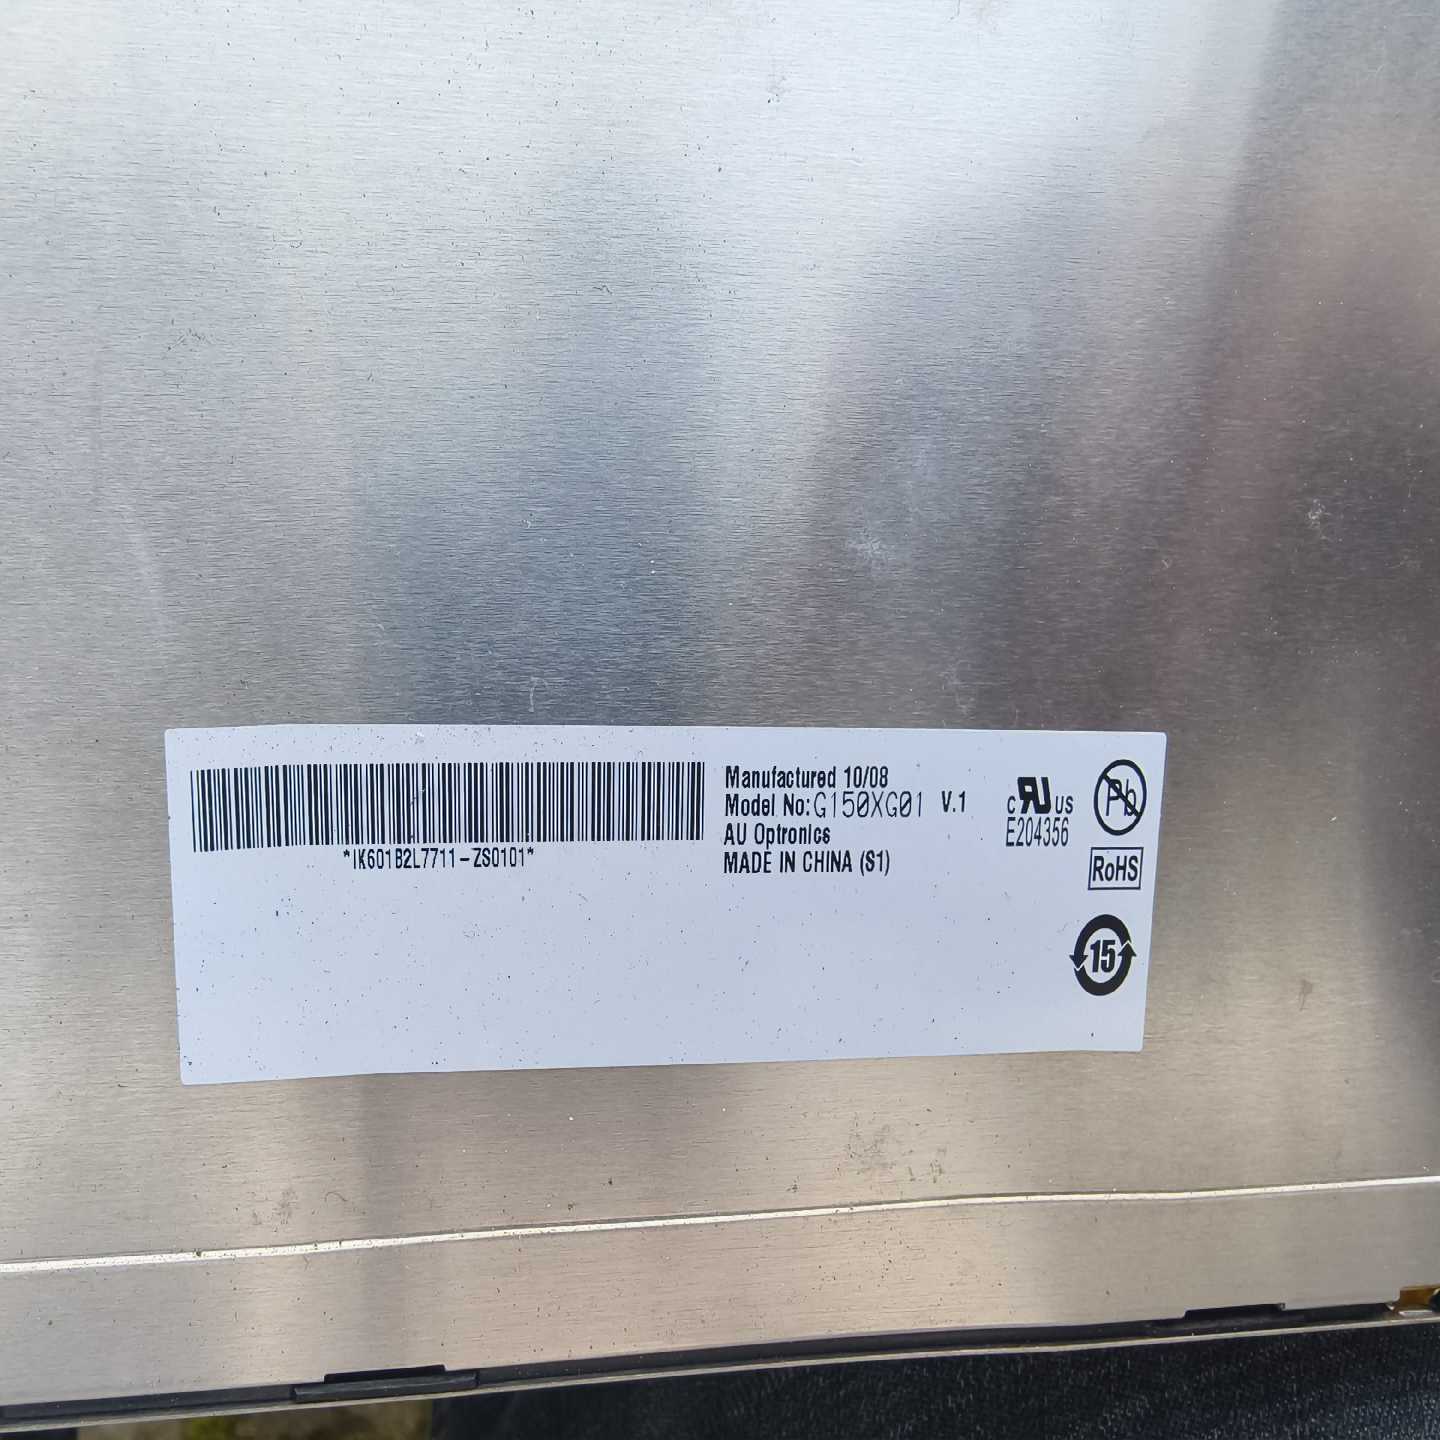 *IK601B2L7711-ZS0101*
Manufactured 10/08
Model No:G150XG01 V.1
AU Optronics
MADE IN CHINA (S1)
c RU US
E204356
Pb
RoHS
15